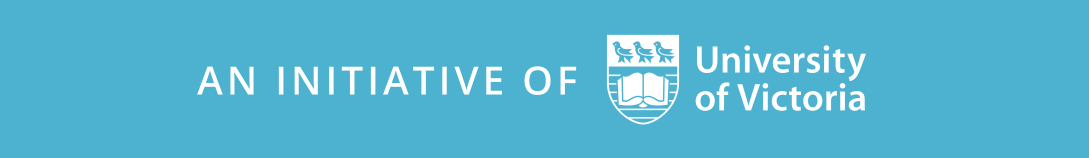 AN INITIATIVE OF
University
of Victoria